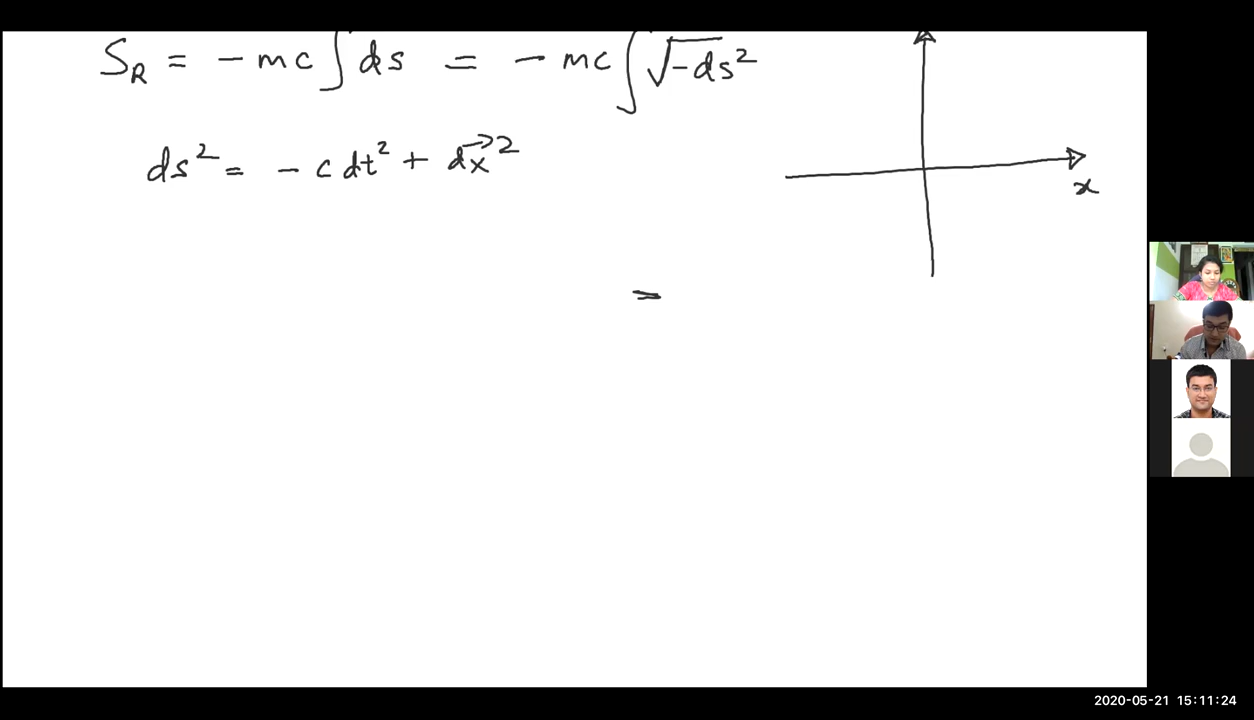 S_R = - mc ∫ ds = - mc ∫ √-ds²
ds² = - c dt² + dx⃗ ²
x
=
2020-05-21 15:11:24